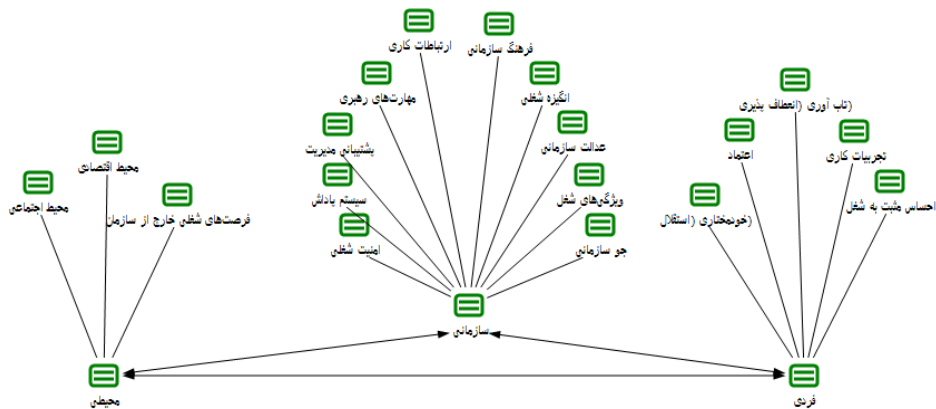 ارتباطات کاری
فرهنگ سازمانی
مهارت‌های رهبری
انگیزه شغلی
(تاب آوری (انعطاف پذیری
پشتیبانی مدیریت
عدالت سازمانی
اعتماد
تجربیات کاری
محیط اقتصادی
محیط اجتماعی
فرصت‌های شغلی خارج از سازمان
سیستم پاداش
ویژگی‌های شغل
(خودمختاری (استقلال
احساس مثبت به شغل
امنیت شغلی
جو سازمانی
سازمانی
محیطی
فردی